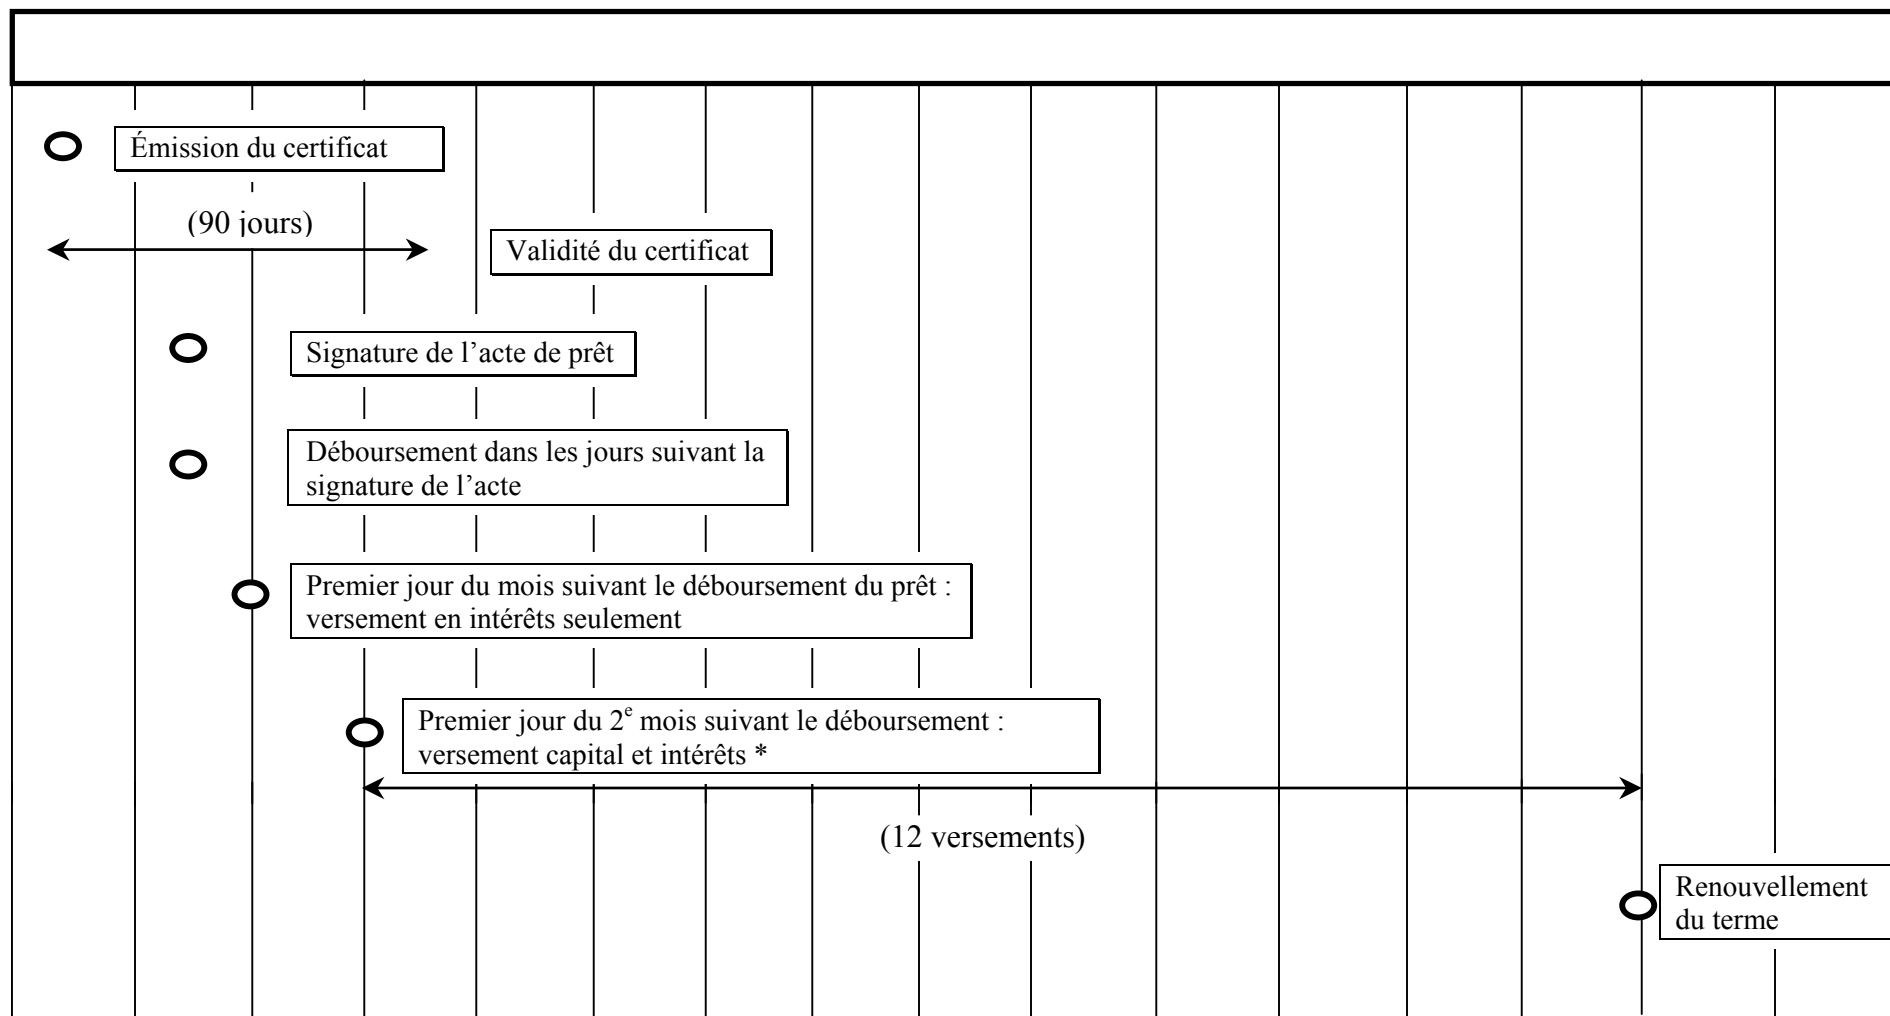 Émission du certificat
(90 jours)
Validité du certificat
Signature de l’acte de prêt
Déboursement dans les jours suivant la
signature de l’acte
Premier jour du mois suivant le déboursement du prêt :
versement en intérêts seulement
Premier jour du 2e mois suivant le déboursement :
versement capital et intérêts *
(12 versements)
Renouvellement
du terme